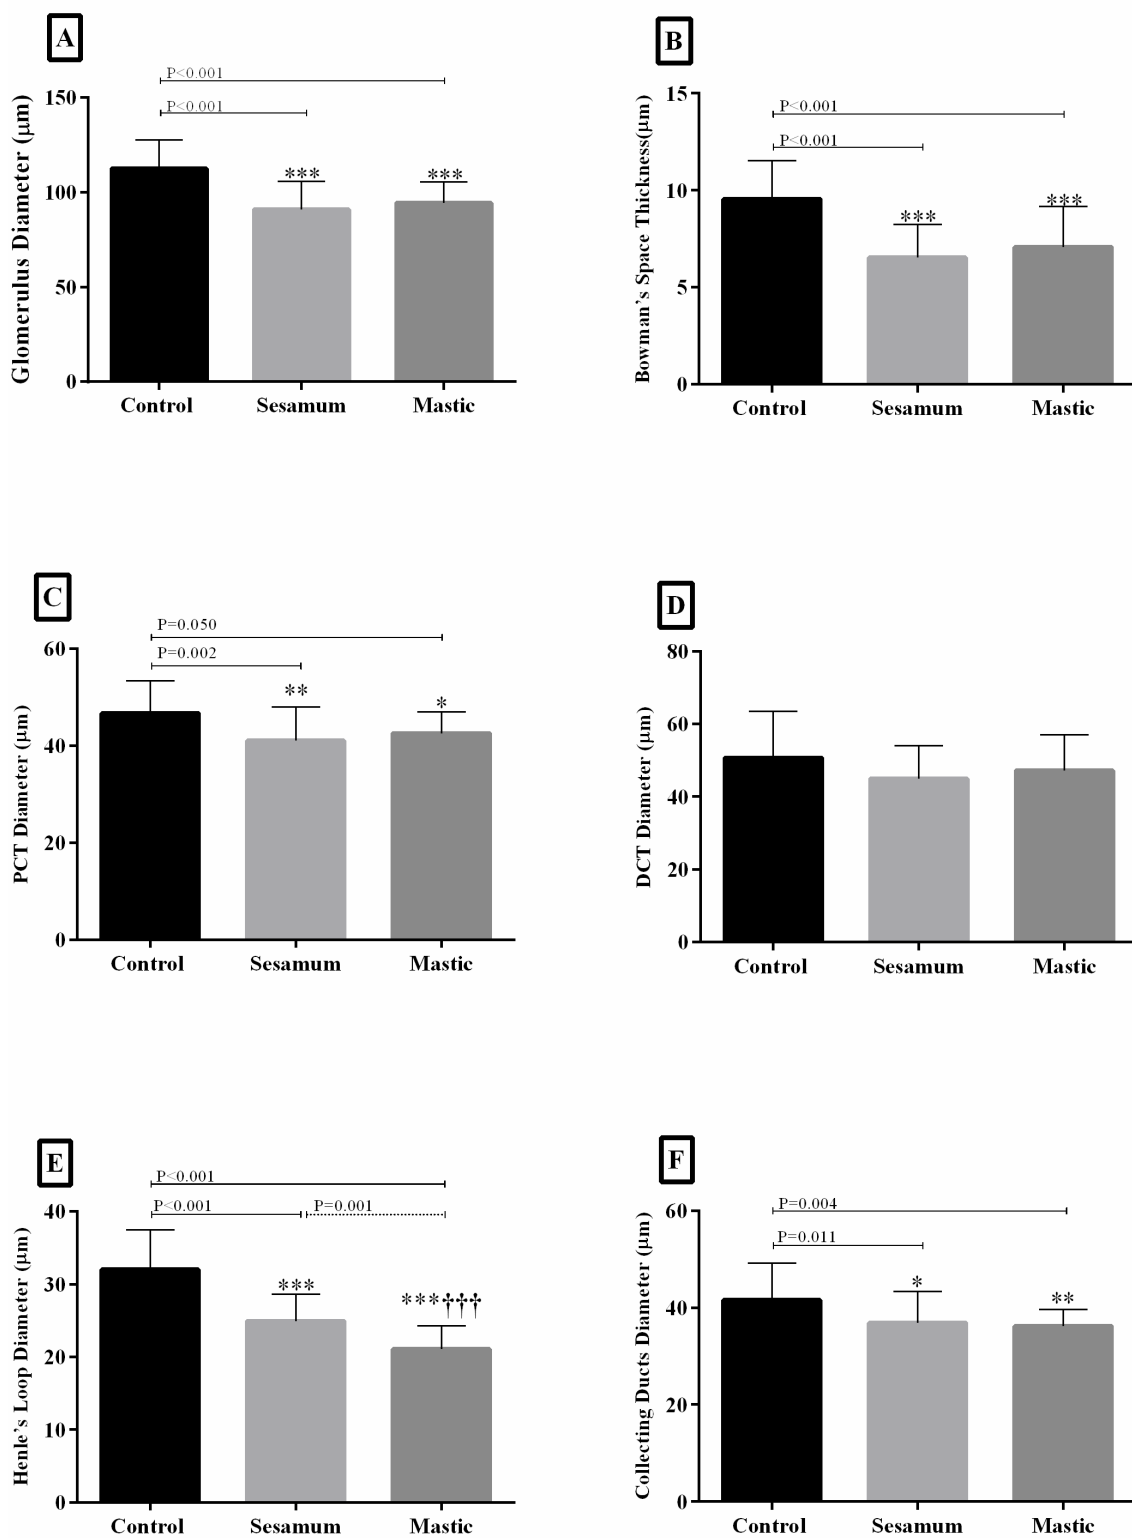 A
P<0.001
P<0.001
Glomerulus Diameter (μm)
150
100
50
0
***
***
Control
Sesamum
Mastic
B
P<0.001
P<0.001
Bowman's Space Thickness(μm)
15
10
5
0
***
***
Control
Sesamum
Mastic
C
P=0.050
P=0.002
PCT Diameter (μm)
60
40
20
0
**
*
Control
Sesamum
Mastic
D
DCT Diameter (μm)
80
60
40
20
0
Control
Sesamum
Mastic
E
P<0.001
P<0.001
P=0.001
Henle's Loop Diameter (μm)
40
30
20
10
0
***
***†††
Control
Sesamum
Mastic
F
P=0.004
P=0.011
Collecting Ducts Diameter (μm)
60
40
20
0
*
**
Control
Sesamum
Mastic